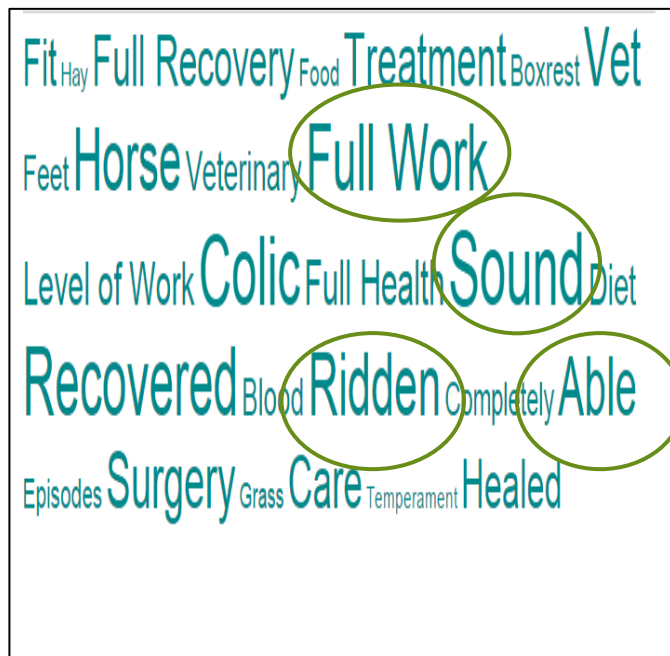 Fit Hay Full Recovery Food Treatment Boxrest Vet
Feet Horse Veterinary Full Work
Level of Work Colic Full Health Sound Diet
Recovered Blood Ridden Completely Able
Episodes Surgery Grass Care Temperament Healed